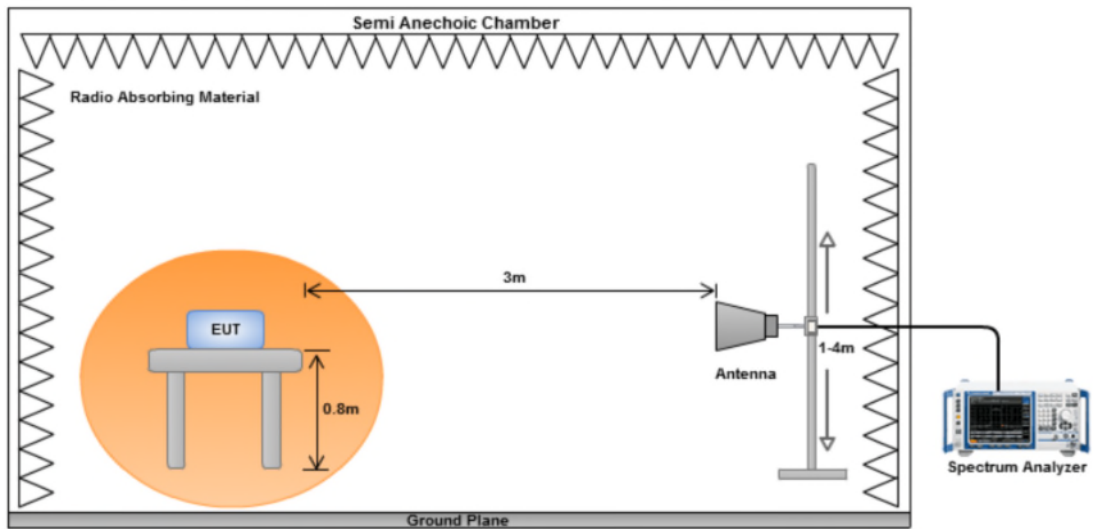 Semi Anechoic Chamber
Radio Absorbing Material
3m
EUT
1-4m
Antenna
0.8m
Spectrum Analyzer
Ground Plane